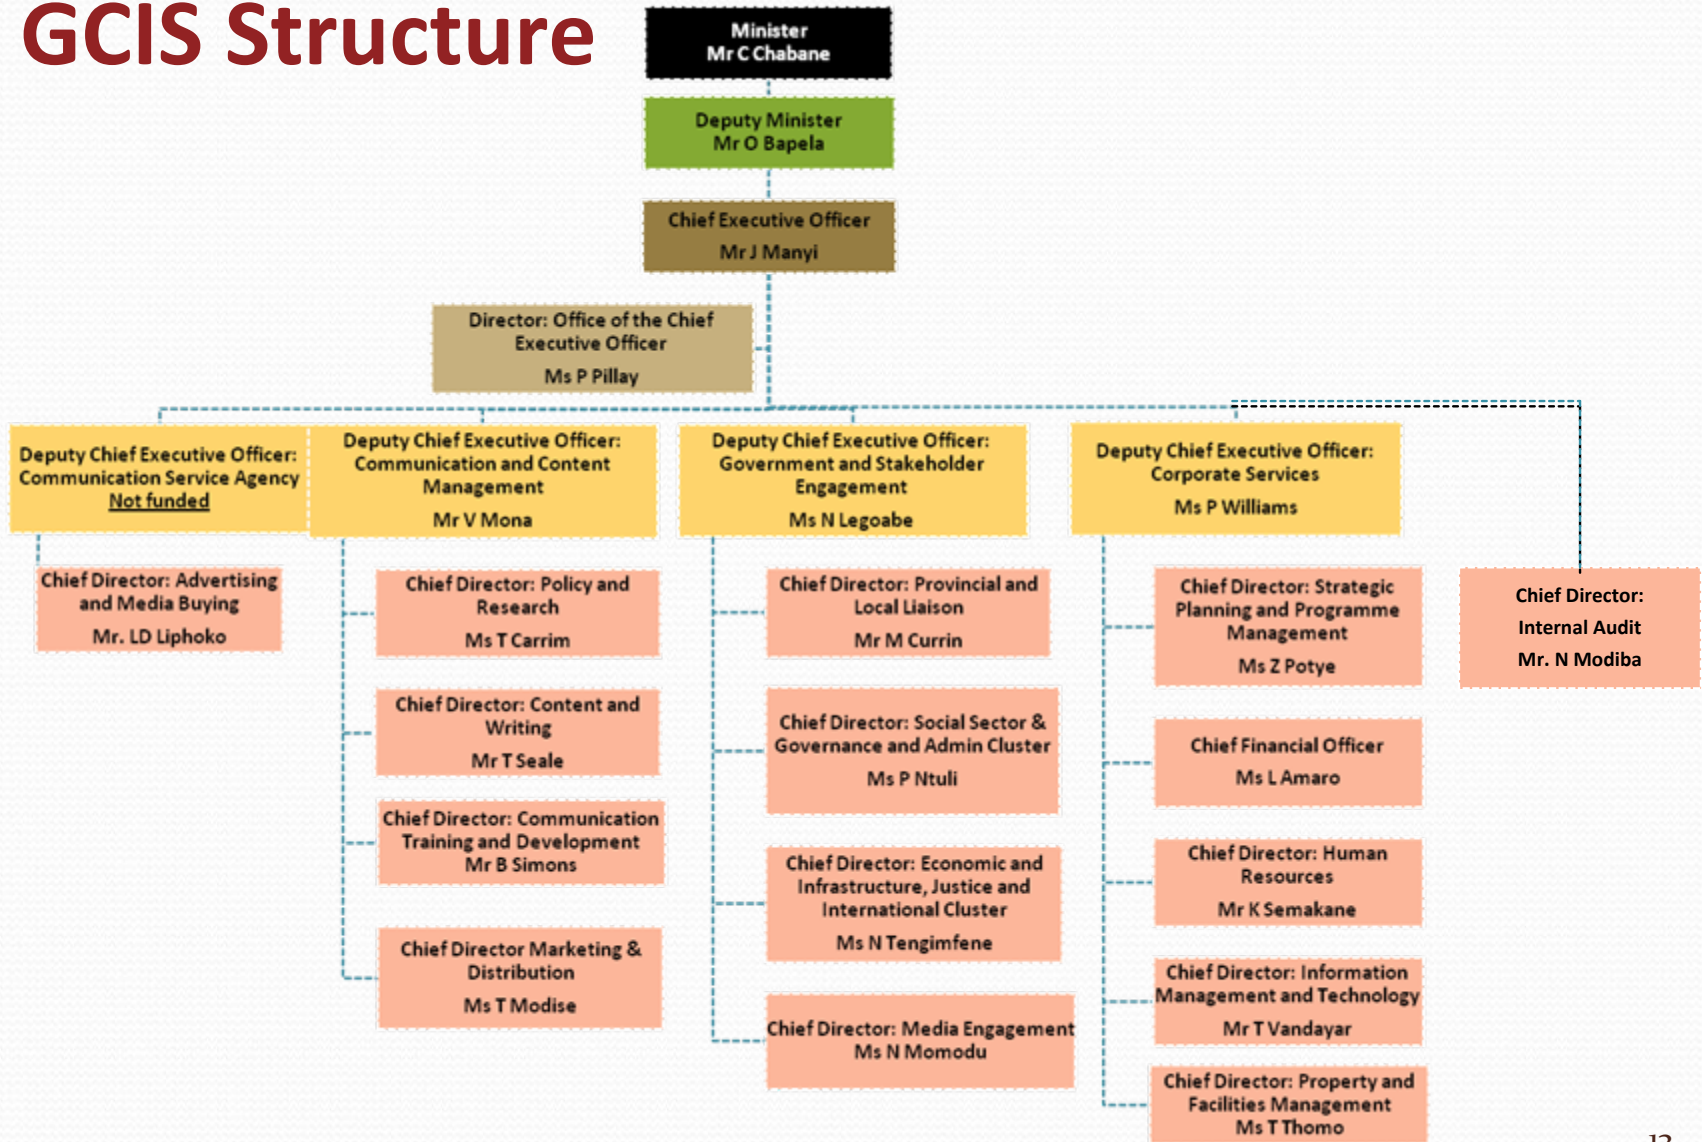 GCIS Structure
Minister
Mr C Chabane
Deputy Minister
Mr O Bapela
Chief Executive Officer
Mr J Manyi
Director: Office of the Chief
Executive Officer
Ms P Pillay
Deputy Chief Executive Officer:
Communication Service Agency
Not funded
Deputy Chief Executive Officer:
Communication and Content
Management
Mr V Mona
Deputy Chief Executive Officer:
Government and Stakeholder
Engagement
Ms N Legoabe
Deputy Chief Executive Officer:
Corporate Services
Ms P Williams
Chief Director: Advertising
and Media Buying
Mr. LD Liphoko
Chief Director: Policy and
Research
Ms T Carrim
Chief Director: Content and
Writing
Mr T Seale
Chief Director: Communication
Training and Development
Mr B Simons
Chief Director Marketing &
Distribution
Ms T Modise
Chief Director: Provincial and
Local Liaison
Mr M Currin
Chief Director: Social Sector &
Governance and Admin Cluster
Ms P Ntuli
Chief Director: Economic and
Infrastructure, Justice and
International Cluster
Ms N Tengimfene
Chief Director: Media Engagement
Ms N Momodu
Chief Director: Strategic
Planning and Programme
Management
Ms Z Potye
Chief Financial Officer
Ms L Amaro
Chief Director: Human
Resources
Mr K Semakane
Chief Director: Information
Management and Technology
Mr T Vandayar
Chief Director: Property and
Facilities Management
Ms T Thomo
Chief Director:
Internal Audit
Mr. N Modiba